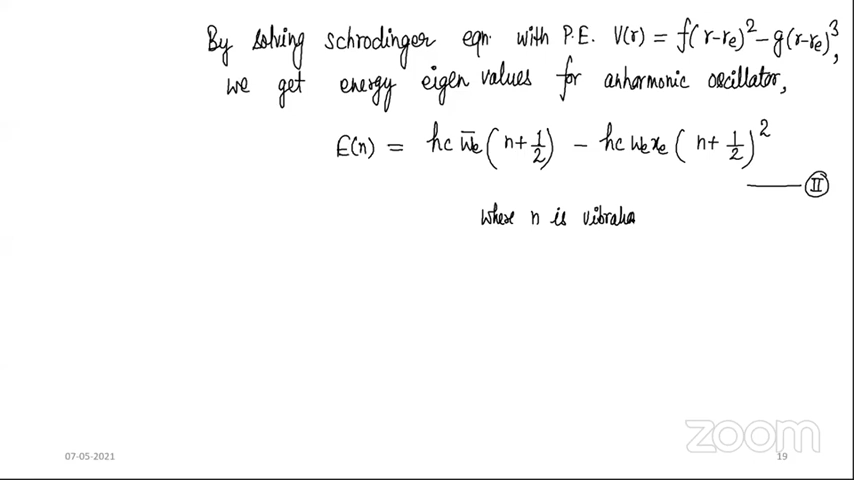 By solving schrodinger eqn. with P.E. V(r) = f(r-re)² - g(r-re)³,
we get energy eigen values for anharmonic oscillator,
E(n) = hc w̅e (n+1/2) - hc wexe (n+1/2)²
II
where n is
zoom
07-05-2021 19